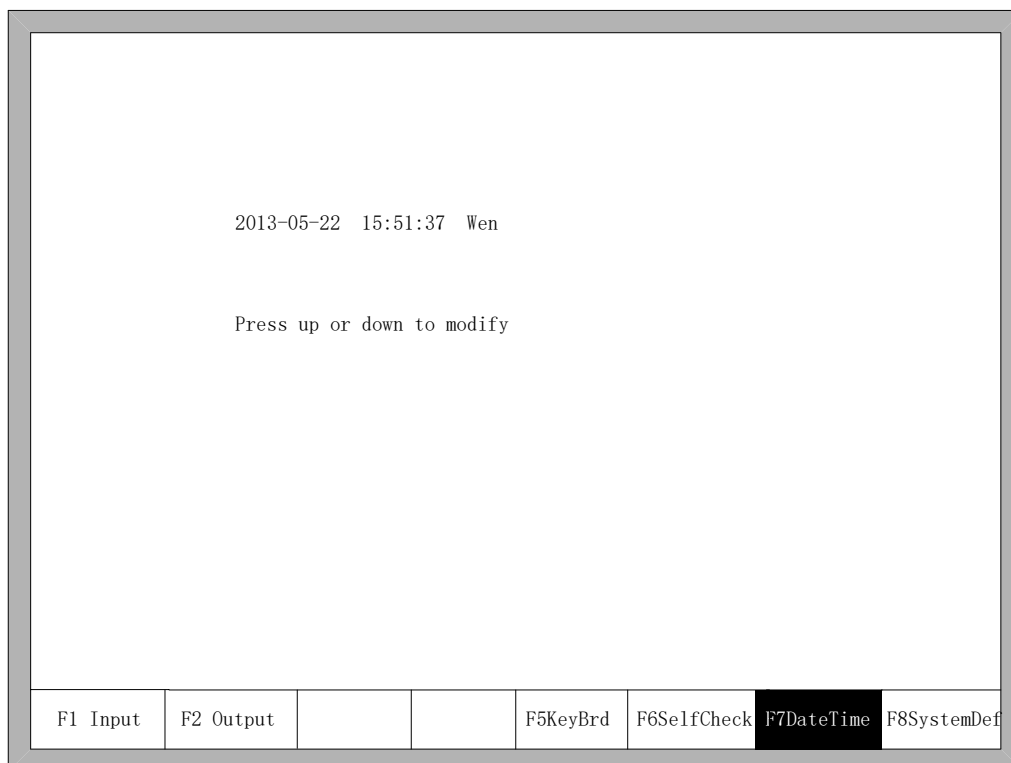 2013-05-22 15:51:37 Wen
Press up or down to modify
F1 Input F2 Output F5KeyBrd F6SelfCheck F7DateTime F8SystemDef